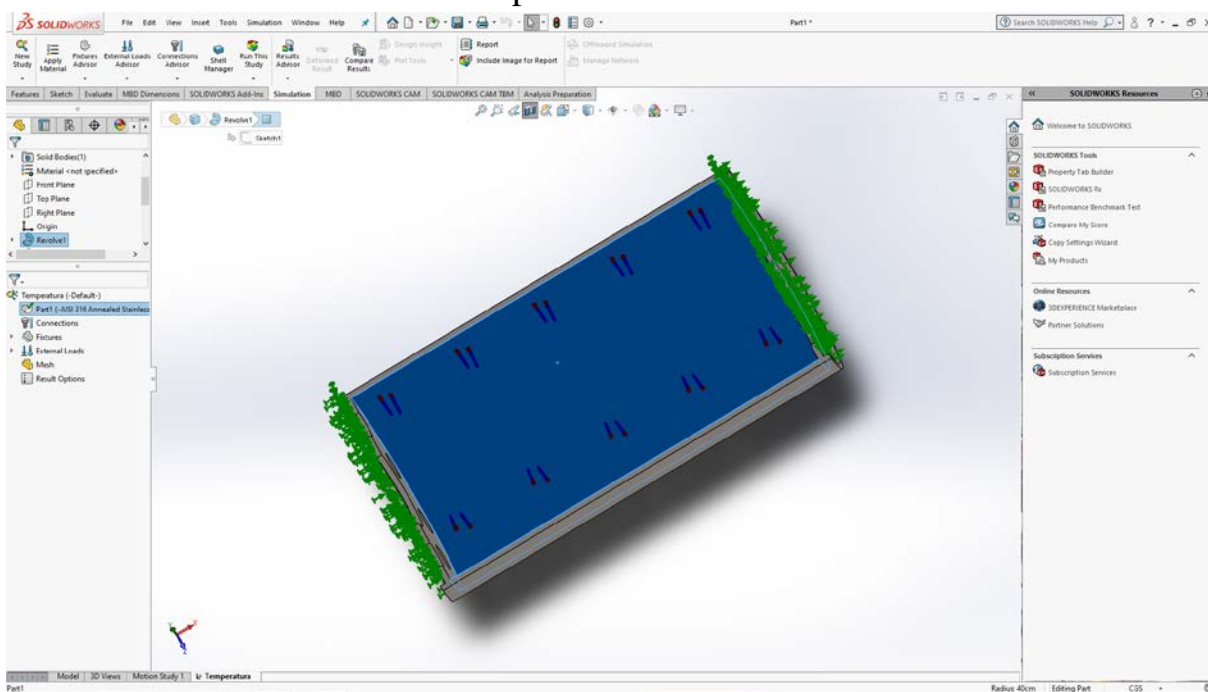 SOLIDWORKS File Edit View Insert Tools Simulation Window Help Part1 * Search SOLIDWORKS Help
New Study
Apply Material
Fixtures Advisor
External Loads Advisor
Connections Advisor
Shell Manager
Run This Study
Results Advisor
Deformed Result
Compare Results
Design Insight
Plot Tools
Report
Include Image for Report
Offloaded Simulation
Manage Network
Features Sketch Evaluate MBD Dimensions SOLIDWORKS Add-Ins Simulation MBD SOLIDWORKS CAM SOLIDWORKS CAM TBM Analysis Preparation
Revolve1
Sketch1
Solid Bodies(1)
Material <not specified>
Front Plane
Top Plane
Right Plane
Origin
Revolve1
Temperatura (-Default-)
Part1 (-AISI 316 Annealed Stainless
Connections
Fixtures
External Loads
Mesh
Result Options
SOLIDWORKS Resources
Welcome to SOLIDWORKS
SOLIDWORKS Tools
Property Tab Builder
SOLIDWORKS Rx
Performance Benchmark Test
Compare My Score
Copy Settings Wizard
My Products
Online Resources
3DEXPERIENCE Marketplace
Partner Solutions
Subscription Services
Subscription Services
Model 3D Views Motion Study 1 Temperatura
Part1 Radius 40cm Editing Part CGS